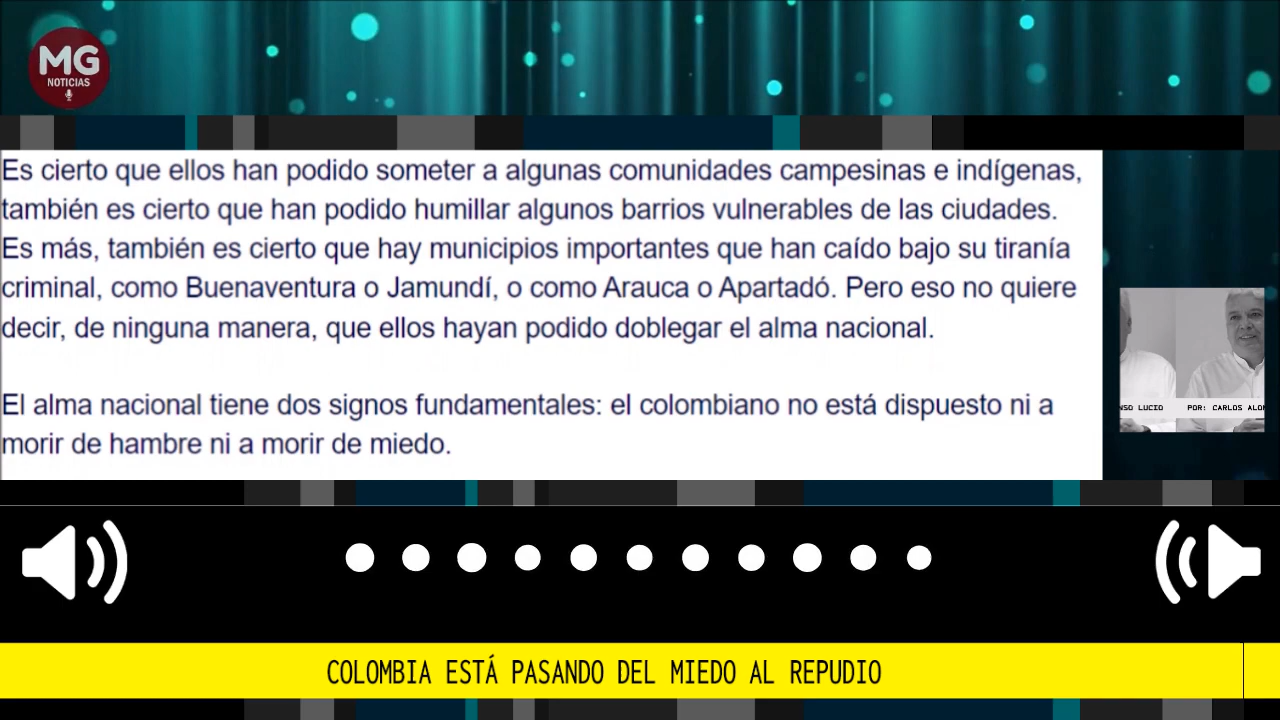 MG
NOTICIAS
Es cierto que ellos han podido someter a algunas comunidades campesinas e indígenas,
también es cierto que han podido humillar algunos barrios vulnerables de las ciudades.
Es más, también es cierto que hay municipios importantes que han caído bajo su tiranía
criminal, como Buenaventura o Jamundí, o como Arauca o Apartadó. Pero eso no quiere
decir, de ninguna manera, que ellos hayan podido doblegar el alma nacional.
El alma nacional tiene dos signos fundamentales: el colombiano no está dispuesto ni a
morir de hambre ni a morir de miedo.
NSO LUCIO POR: CARLOS ALON
COLOMBIA ESTÁ PASANDO DEL MIEDO AL REPUDIO